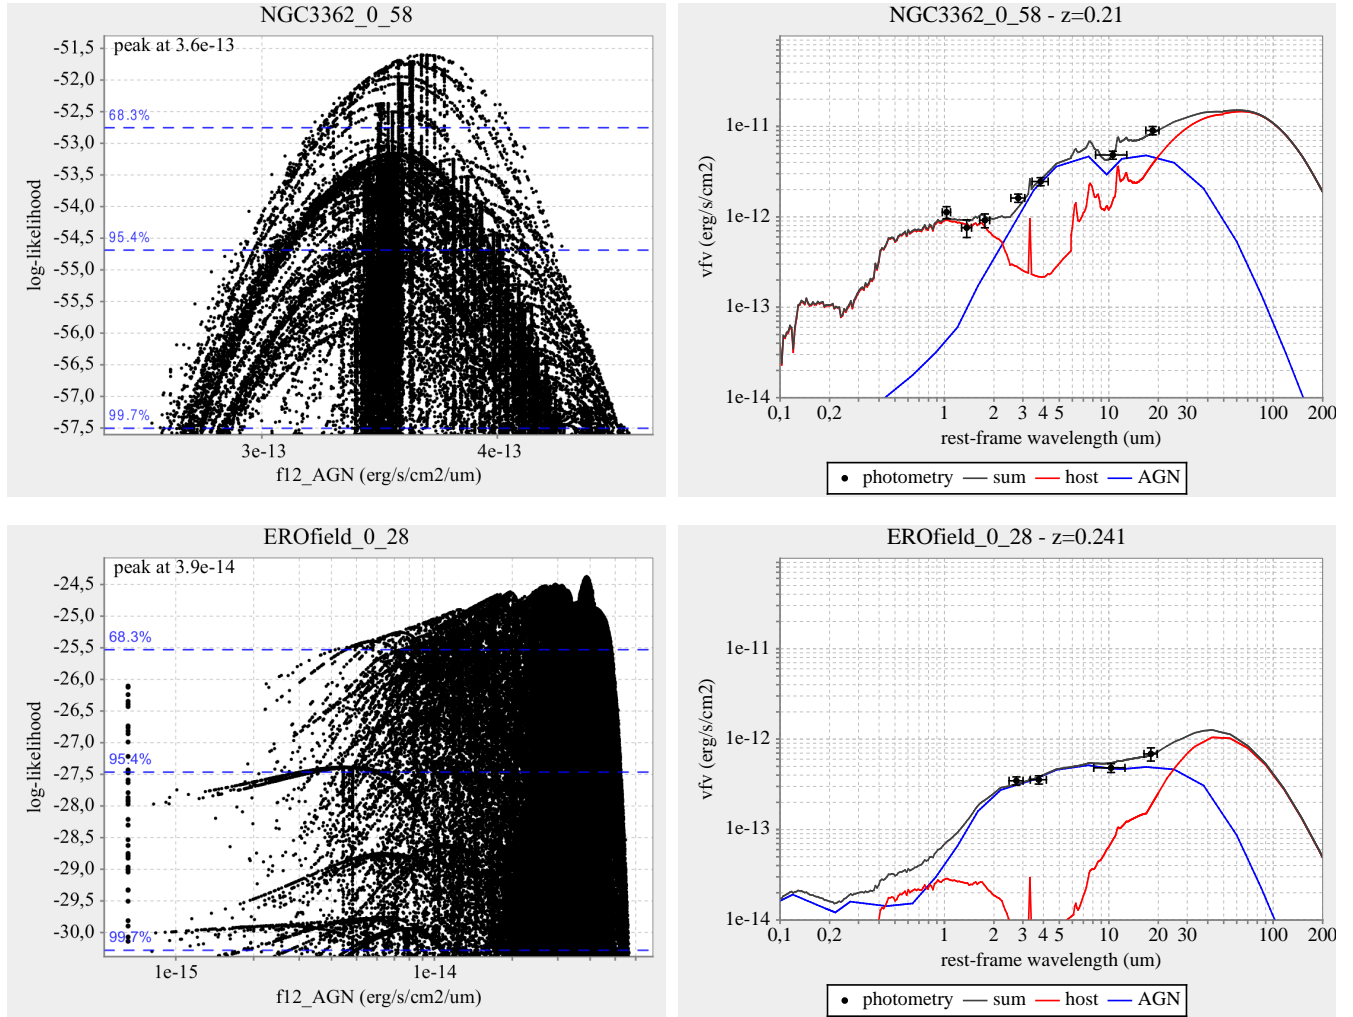 NGC3362_0_58
peak at 3.6e-13
-51,5
-52,0
-52,5
68.3%
-53,0
-53,5
-54,0
-54,5
95.4%
-55,0
-55,5
-56,0
-56,5
-57,0
99.7%
-57,5
log-likelihood
3e-13 4e-13
f12_AGN (erg/s/cm2/um)
NGC3362_0_58 - z=0.21
1e-11
1e-12
1e-13
1e-14
vfv (erg/s/cm2)
0,1 0,2 1 2 3 4 5 10 20 30 100 200
rest-frame wavelength (um)
photometry sum host AGN
EROfield_0_28
peak at 3.9e-14
-24,5
-25,0
68.3%
-25,5
-26,0
-26,5
-27,0
95.4%
-27,5
-28,0
-28,5
-29,0
-29,5
-30,0
99.7%
log-likelihood
1e-15 1e-14
f12_AGN (erg/s/cm2/um)
EROfield_0_28 - z=0.241
1e-11
1e-12
1e-13
1e-14
vfv (erg/s/cm2)
0,1 0,2 1 2 3 4 5 10 20 30 100 200
rest-frame wavelength (um)
photometry sum host AGN